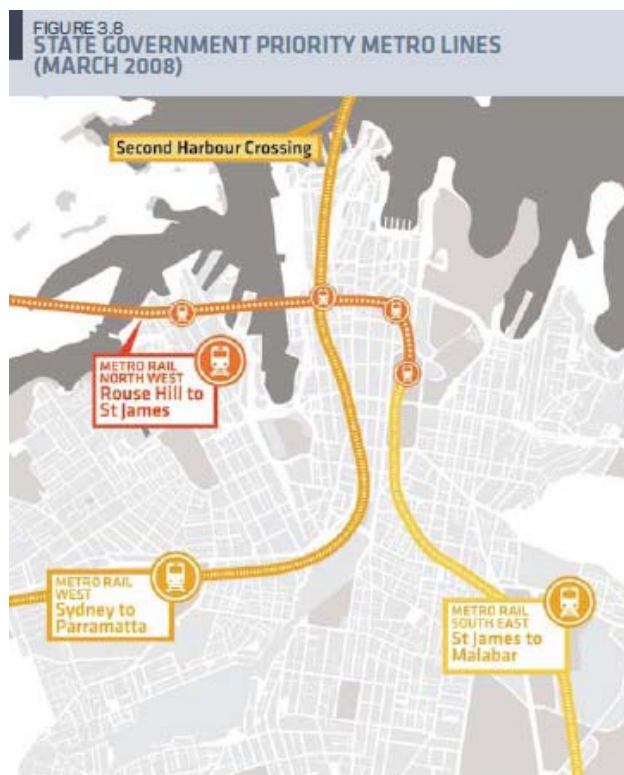 FIGURE 3.8
STATE GOVERNMENT PRIORITY METRO LINES
(MARCH 2008)
Second Harbour Crossing
METRO RAIL
NORTH WEST
Rouse Hill to
St James
METRO RAIL
WEST
Sydney to
Parramatta
METRO RAIL
SOUTH EAST
St James to
Malabar